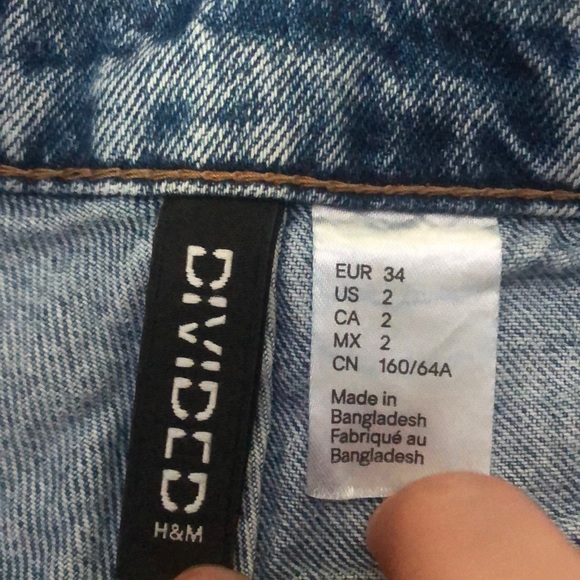 DIVIDED
H&M
EUR 34
US 2
CA 2
MX 2
CN 160/64A
Made in
Bangladesh
Fabriqué au
Bangladesh